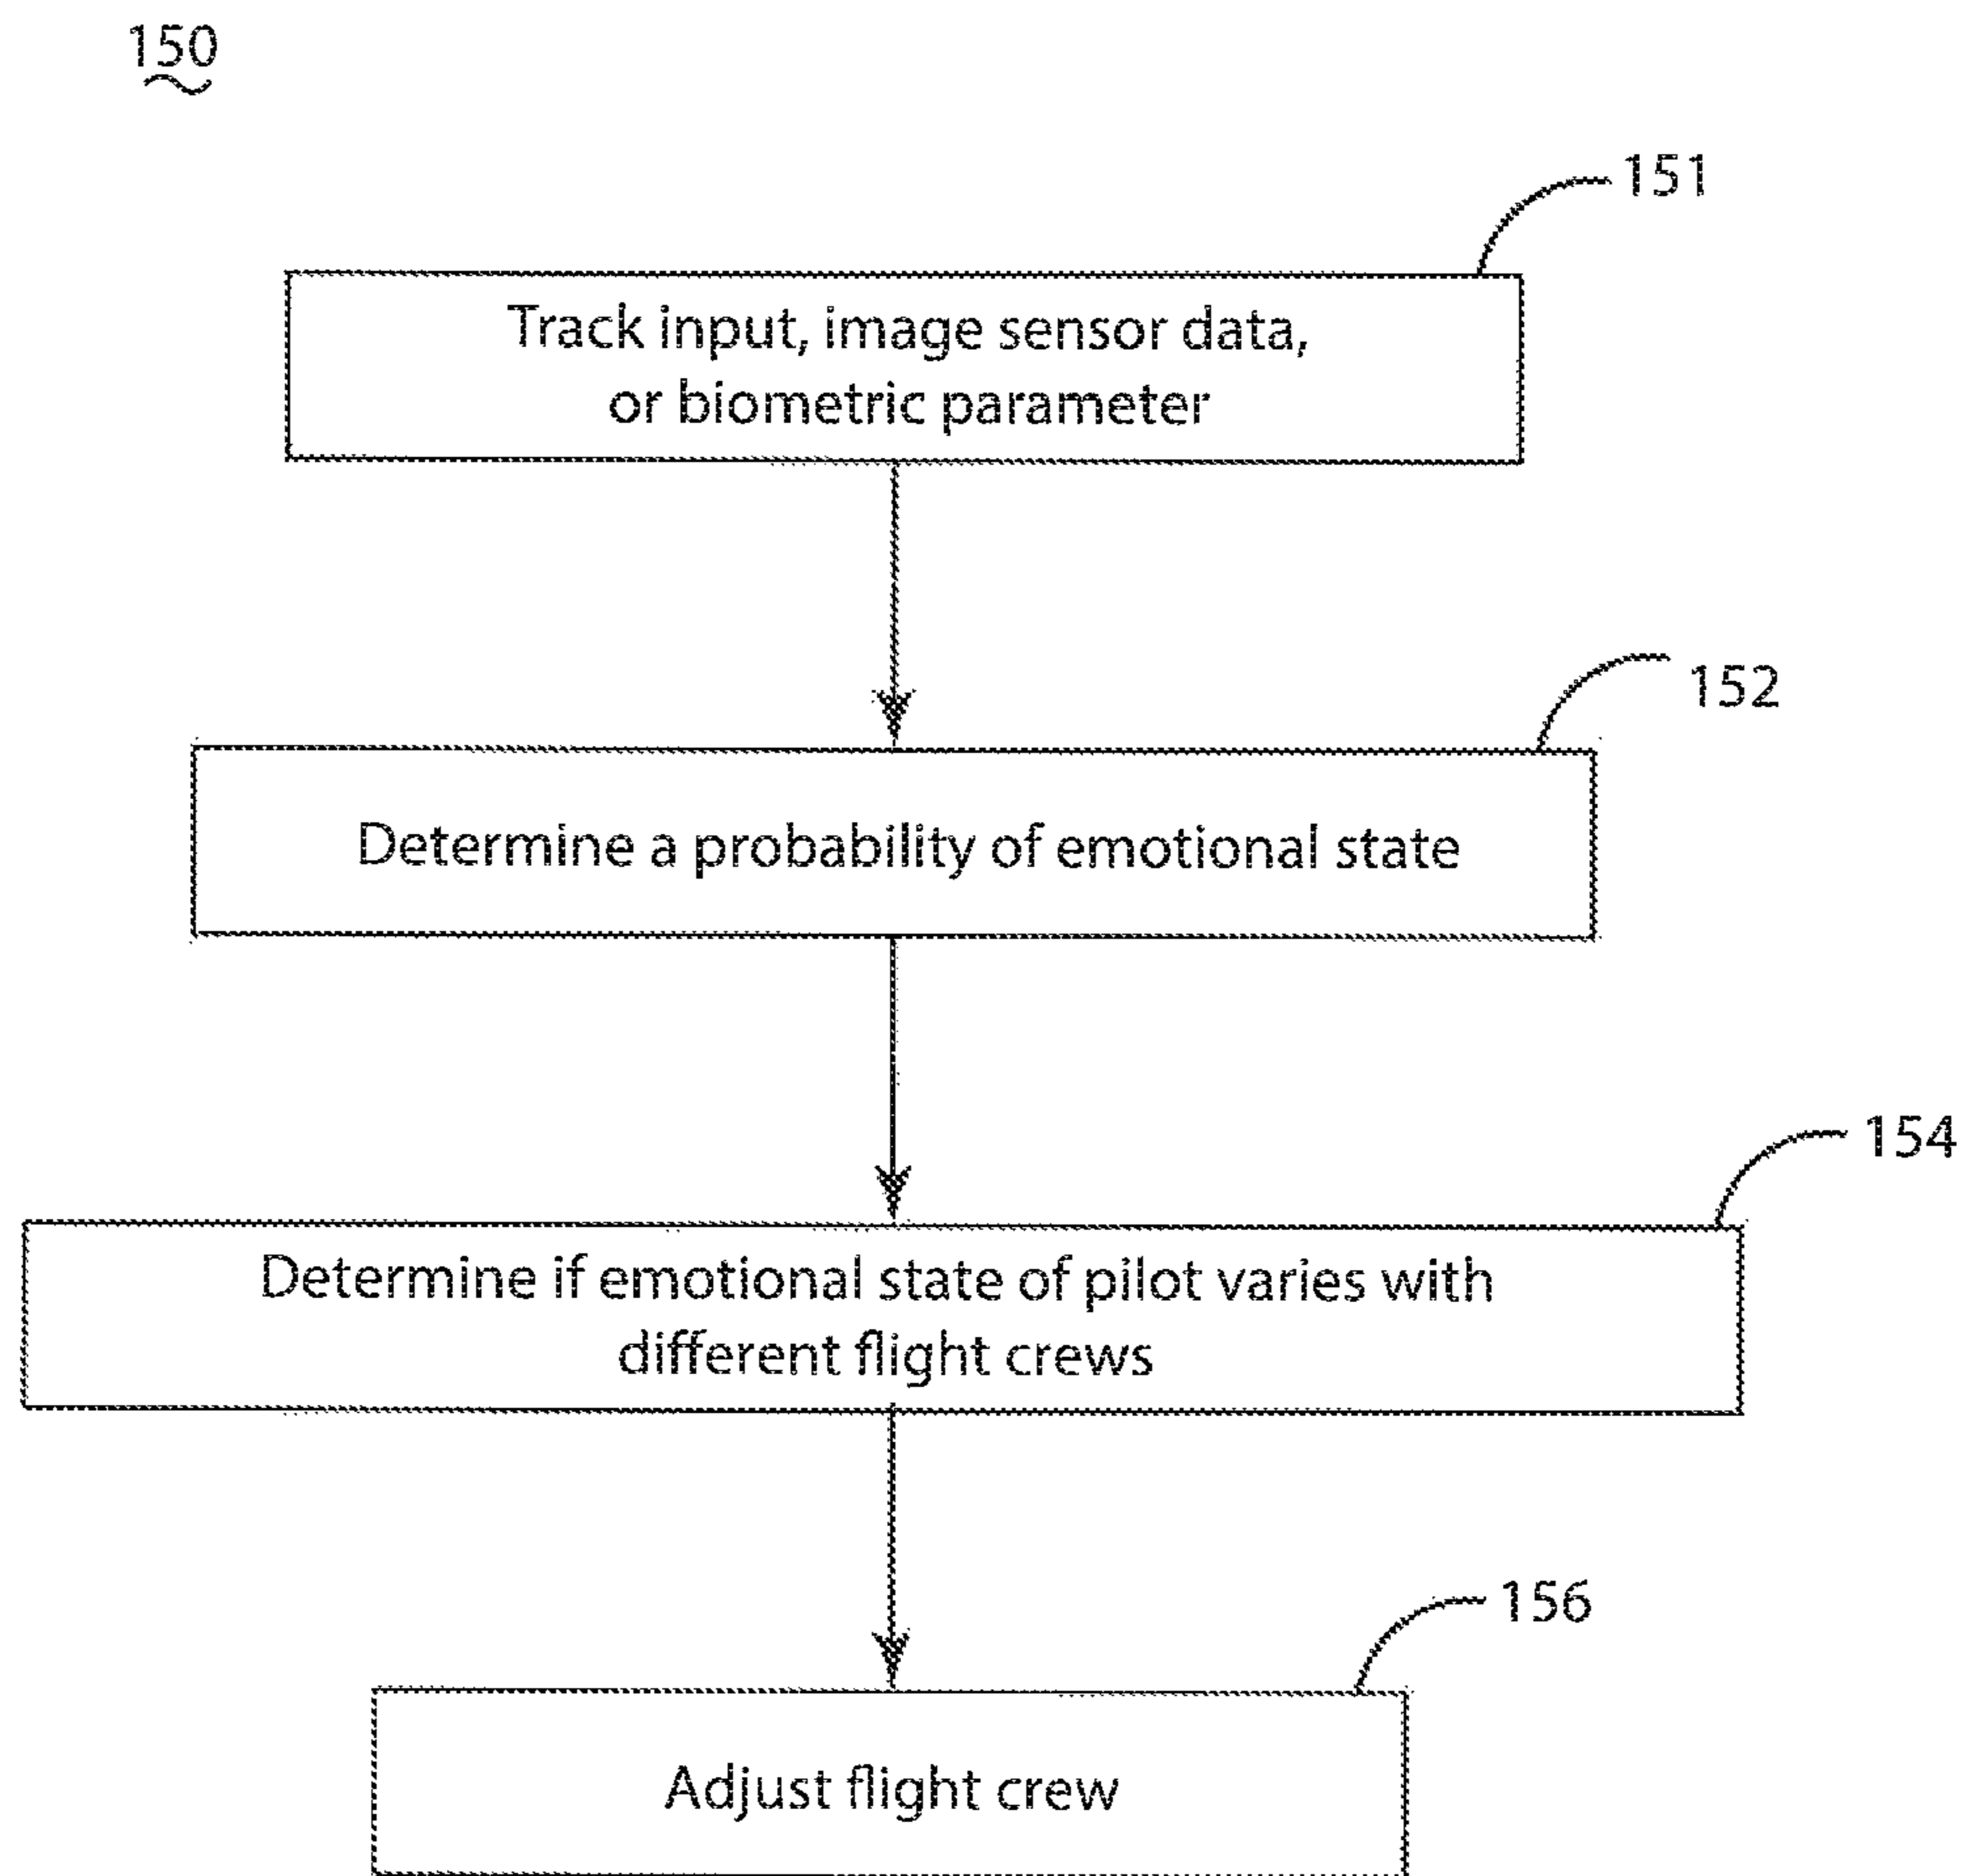 150
151
Track input, image sensor data,
or biometric parameter
152
Determine a probability of emotional state
154
Determine if emotional state of pilot varies with
different flight crews
156
Adjust flight crew